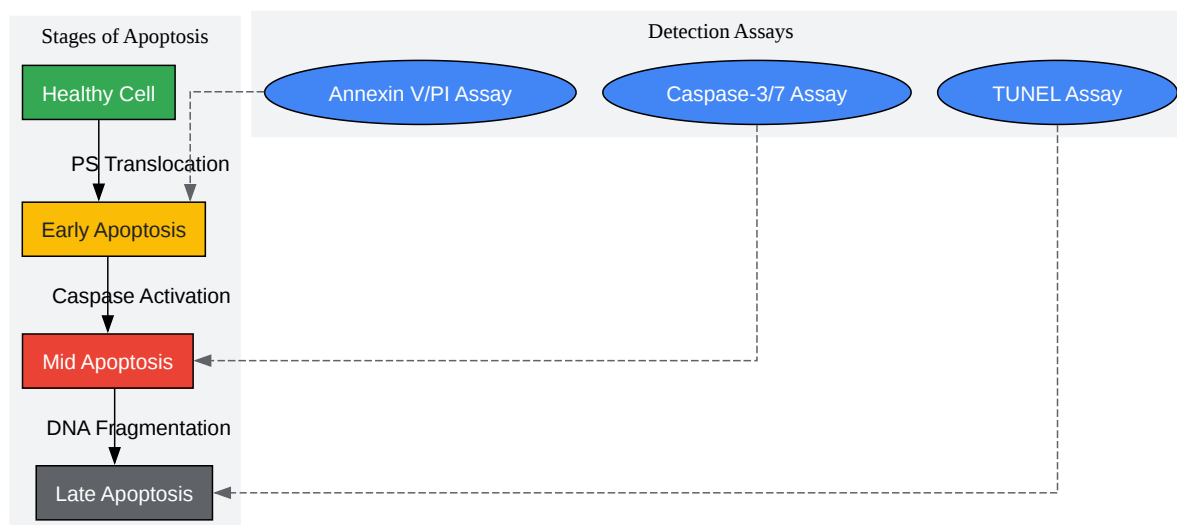 Stages of Apoptosis
Healthy Cell
PS Translocation
Early Apoptosis
Caspase Activation
Mid Apoptosis
DNA Fragmentation
Late Apoptosis
Detection Assays
Annexin V/PI Assay
Caspase-3/7 Assay
TUNEL Assay